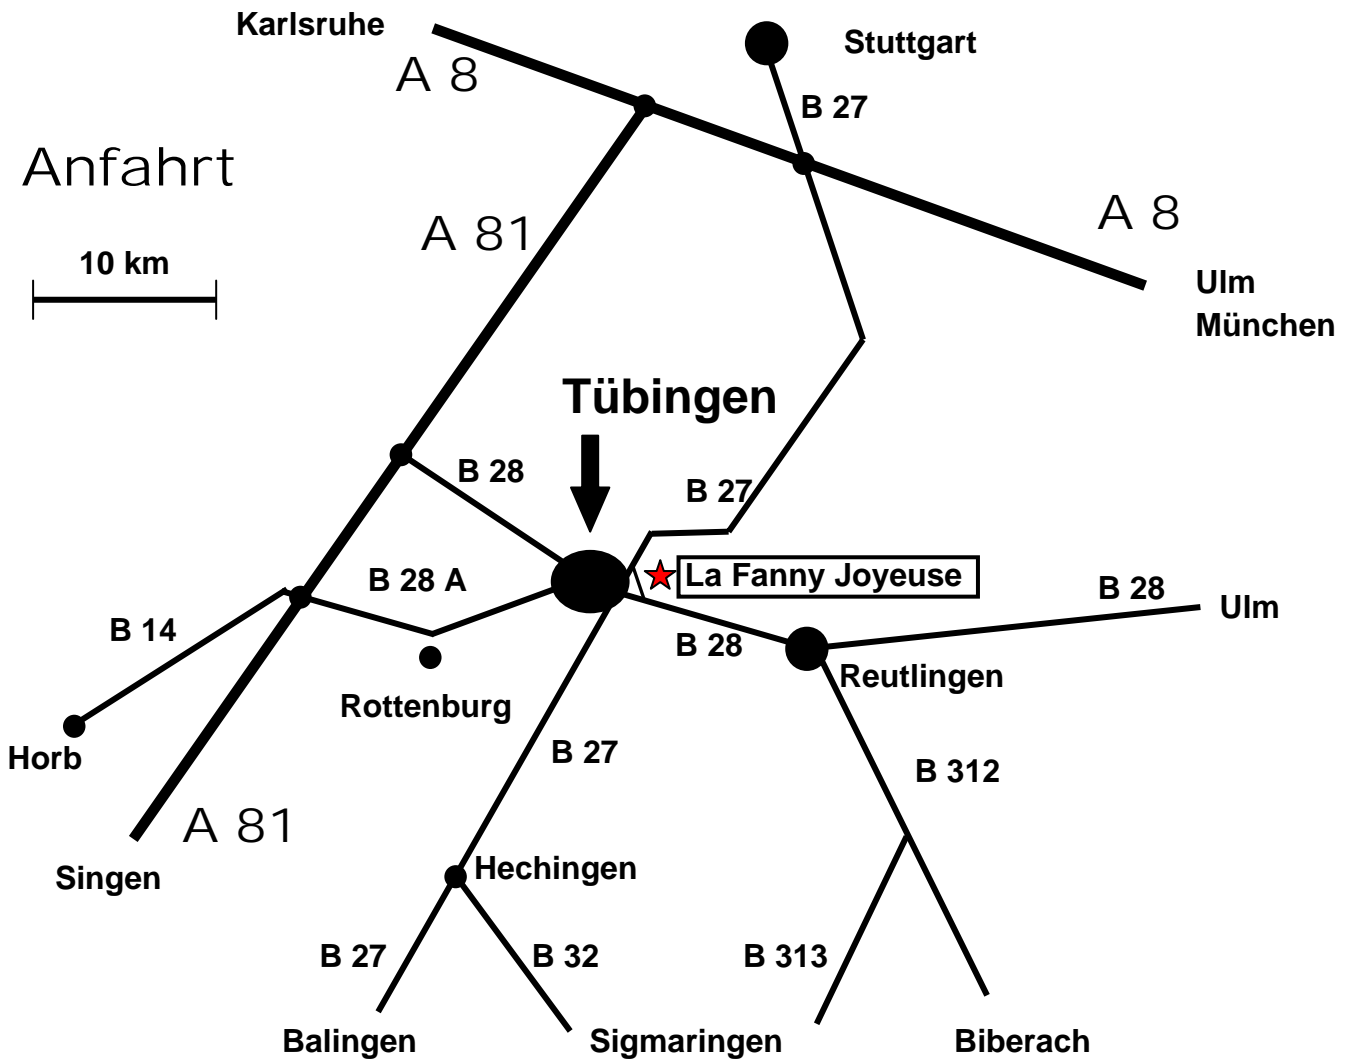 Karlsruhe
Stuttgart
A 8
B 27
Anfahrt
A 81
A 8
10 km
Ulm
München
Tübingen
B 28
B 27
B 28 A
La Fanny Joyeuse
B 28
Ulm
B 14
B 28
Reutlingen
Rottenburg
Horb
B 27
B 312
A 81
Singen
Hechingen
B 27
B 32
B 313
Balingen
Sigmaringen
Biberach